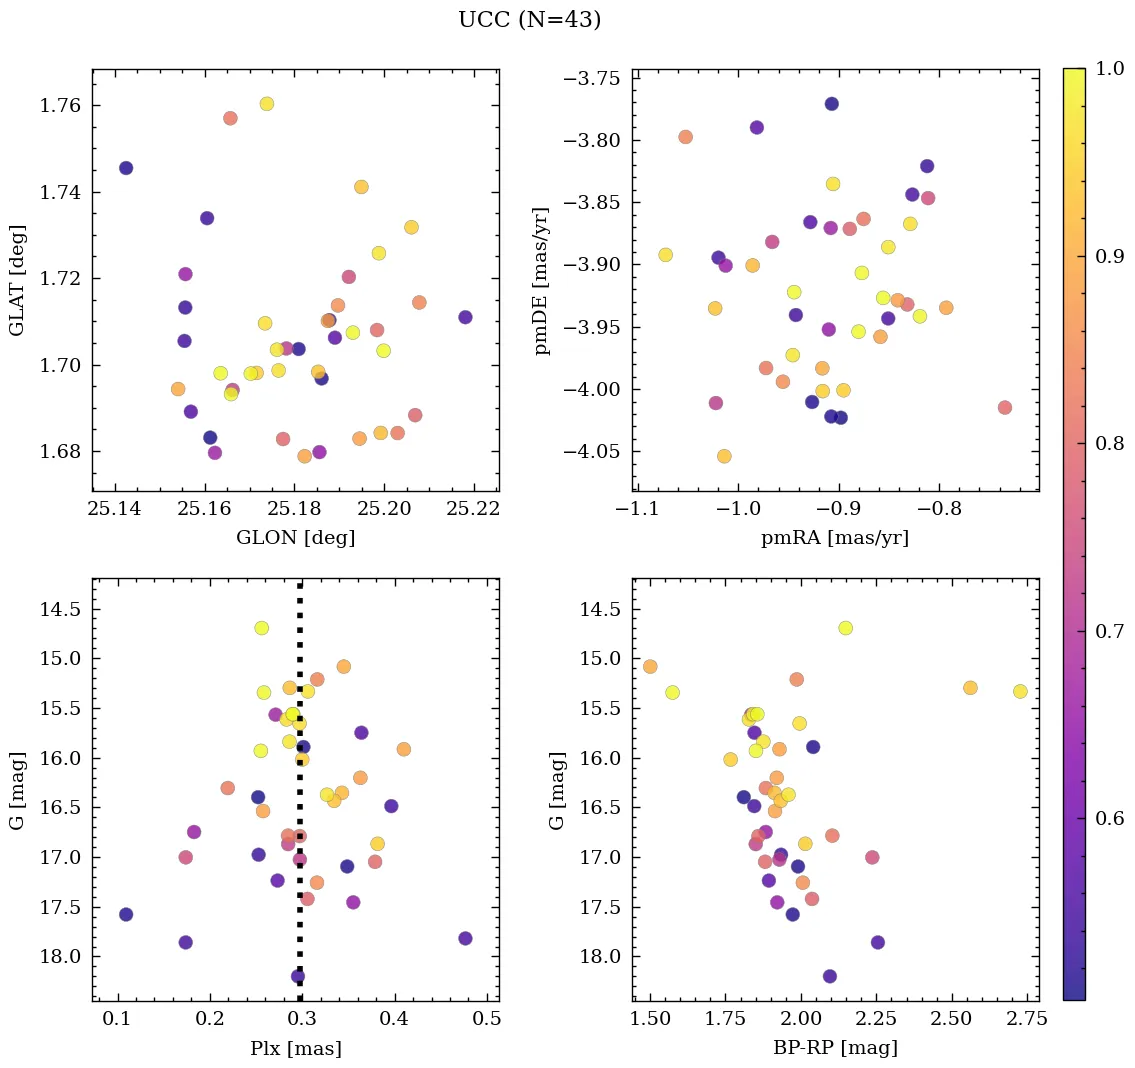 UCC (N=43)
1.76
1.74
1.72
1.70
1.68
GLAT [deg]
25.14 25.16 25.18 25.20 25.22
GLON [deg]
−3.75
−3.80
−3.85
−3.90
−3.95
−4.00
−4.05
pmDE [mas/yr]
−1.1 −1.0 −0.9 −0.8
pmRA [mas/yr]
14.5
15.0
15.5
16.0
16.5
17.0
17.5
18.0
G [mag]
0.1 0.2 0.3 0.4 0.5
Plx [mas]
14.5
15.0
15.5
16.0
16.5
17.0
17.5
18.0
G [mag]
1.50 1.75 2.00 2.25 2.50 2.75
BP-RP [mag]
1.0
0.9
0.8
0.7
0.6